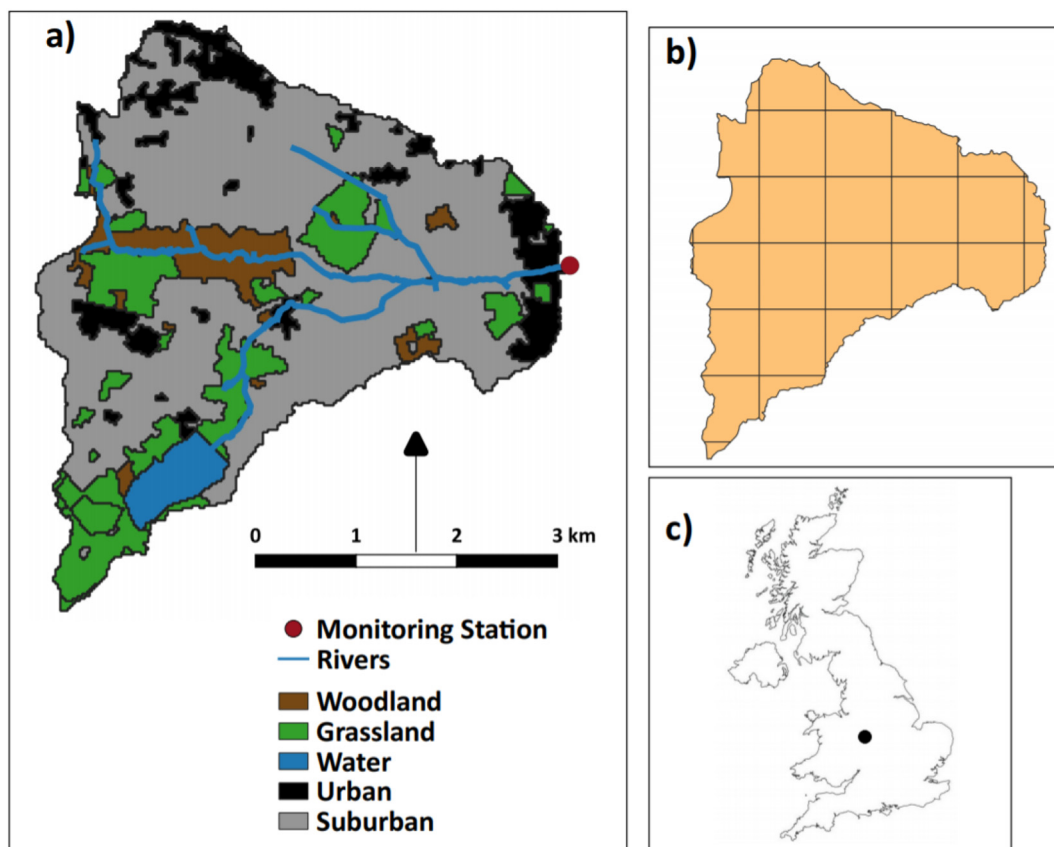 a)
0 1 2 3 km
Monitoring Station
Rivers
Woodland
Grassland
Water
Urban
Suburban
b)
c)